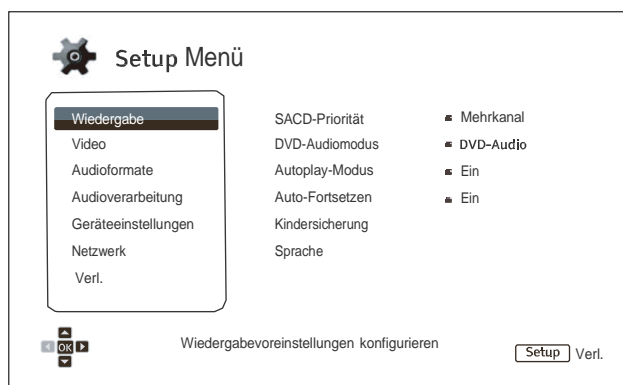 Setup Menü
Wiedergabe
Video
Audioformate
Audioverarbeitung
Geräteeinstellungen
Netzwerk
Verl.
SACD-Priorität Mehrkanal
DVD-Audiomodus DVD-Audio
Autoplay-Modus Ein
Auto-Fortsetzen Ein
Kindersicherung
Sprache
OK
Wiedergabevoreinstellungen konfigurieren
Setup Verl.